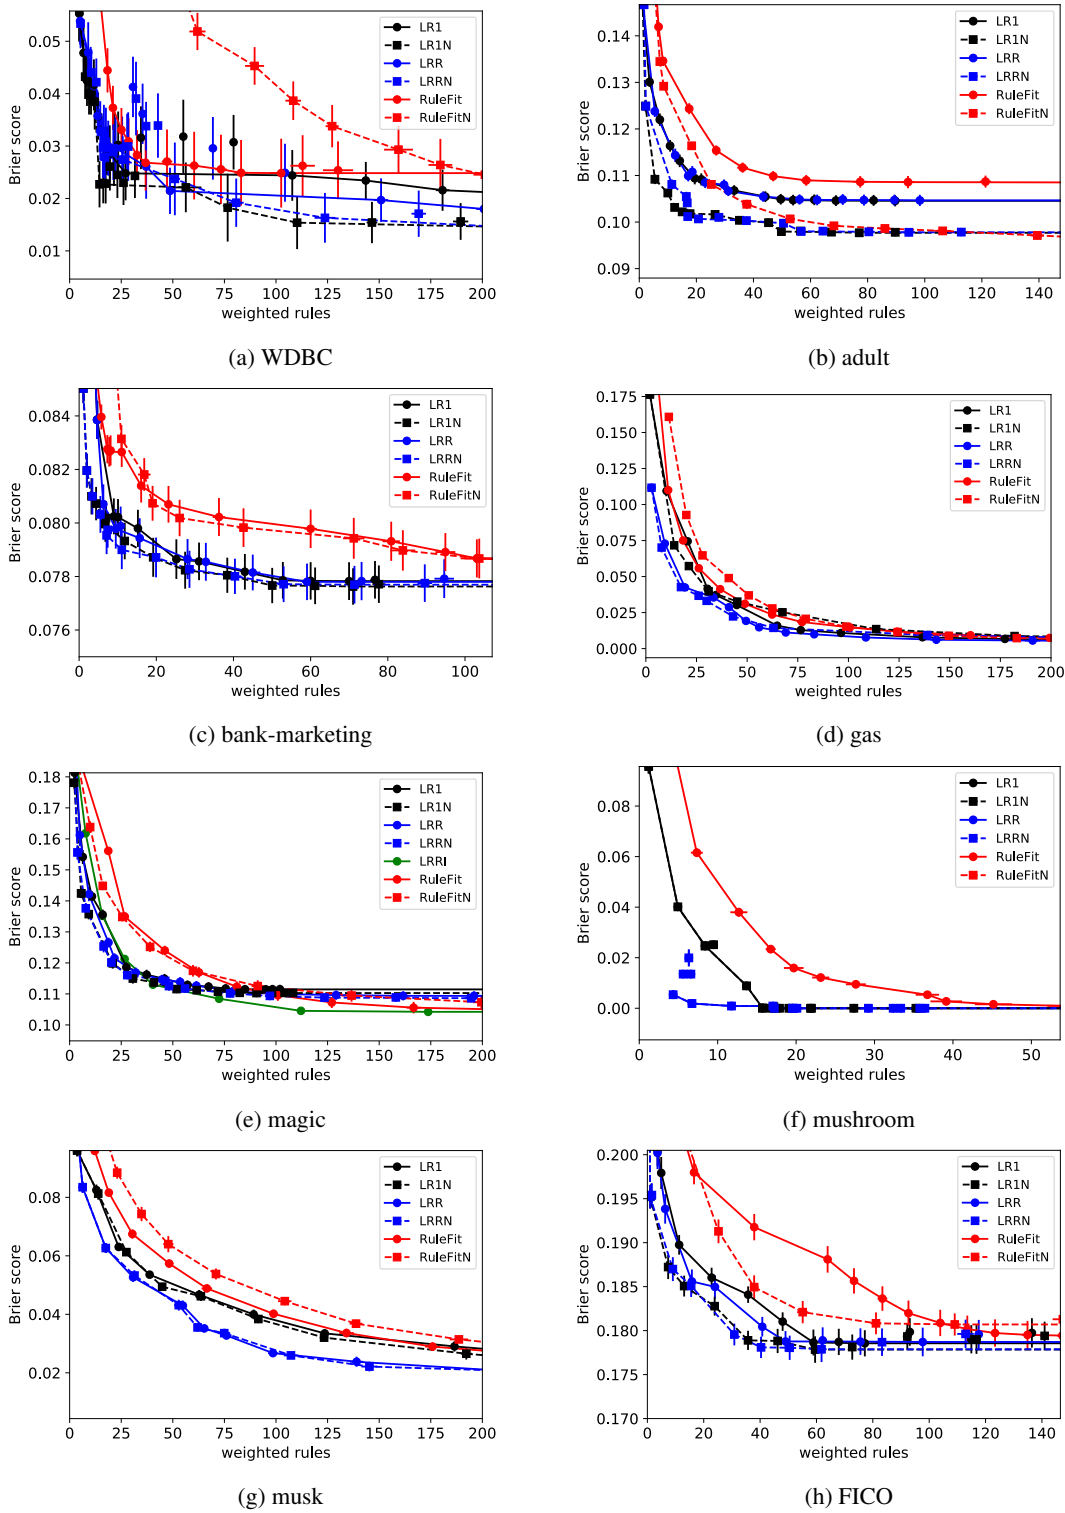 0.05
0.04
0.03
0.02
0.01
Brier score
0 25 50 75 100 125 150 175 200
weighted rules
LR1
LR1N
LRR
LRRN
RuleFit
RuleFitN
(a) WDBC
0.14
0.13
0.12
0.11
0.10
0.09
Brier score
0 20 40 60 80 100 120 140
weighted rules
LR1
LR1N
LRR
LRRN
RuleFit
RuleFitN
(b) adult
0.084
0.082
0.080
0.078
0.076
Brier score
0 20 40 60 80 100
weighted rules
LR1
LR1N
LRR
LRRN
RuleFit
RuleFitN
(c) bank-marketing
0.175
0.150
0.125
0.100
0.075
0.050
0.025
0.000
Brier score
0 25 50 75 100 125 150 175 200
weighted rules
LR1
LR1N
LRR
LRRN
RuleFit
RuleFitN
(d) gas
0.18
0.17
0.16
0.15
0.14
0.13
0.12
0.11
0.10
Brier score
0 25 50 75 100 125 150 175 200
weighted rules
LR1
LR1N
LRR
LRRN
LRRI
RuleFit
RuleFitN
(e) magic
0.08
0.06
0.04
0.02
0.00
Brier score
0 10 20 30 40 50
weighted rules
LR1
LR1N
LRR
LRRN
RuleFit
RuleFitN
(f) mushroom
0.08
0.06
0.04
0.02
Brier score
0 25 50 75 100 125 150 175 200
weighted rules
LR1
LR1N
LRR
LRRN
RuleFit
RuleFitN
(g) musk
0.200
0.195
0.190
0.185
0.180
0.175
0.170
Brier score
0 20 40 60 80 100 120 140
weighted rules
LR1
LR1N
LRR
LRRN
RuleFit
RuleFitN
(h) FICO